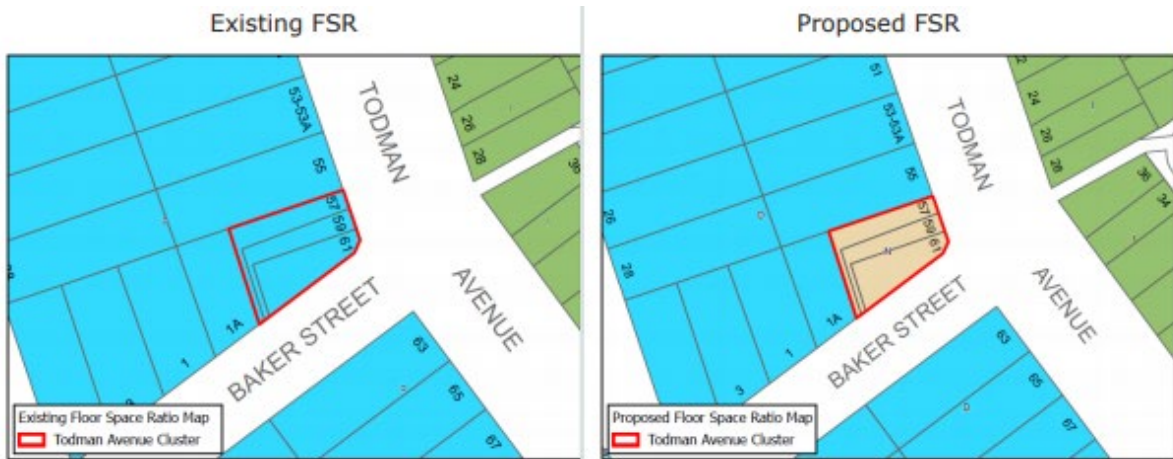 Existing FSR
24
26
28
36
53-53A
55
57
59
61
TODMAN
AVENUE
BAKER STREET
1A
1
3
28
63
65
67
Existing Floor Space Ratio Map
Todman Avenue Cluster
Proposed FSR
51
53-53A
55
57
59
61
24
26
28
36
34
26
28
TODMAN
AVENUE
BAKER STREET
1A
1
3
63
65
67
Proposed Floor Space Ratio Map
Todman Avenue Cluster